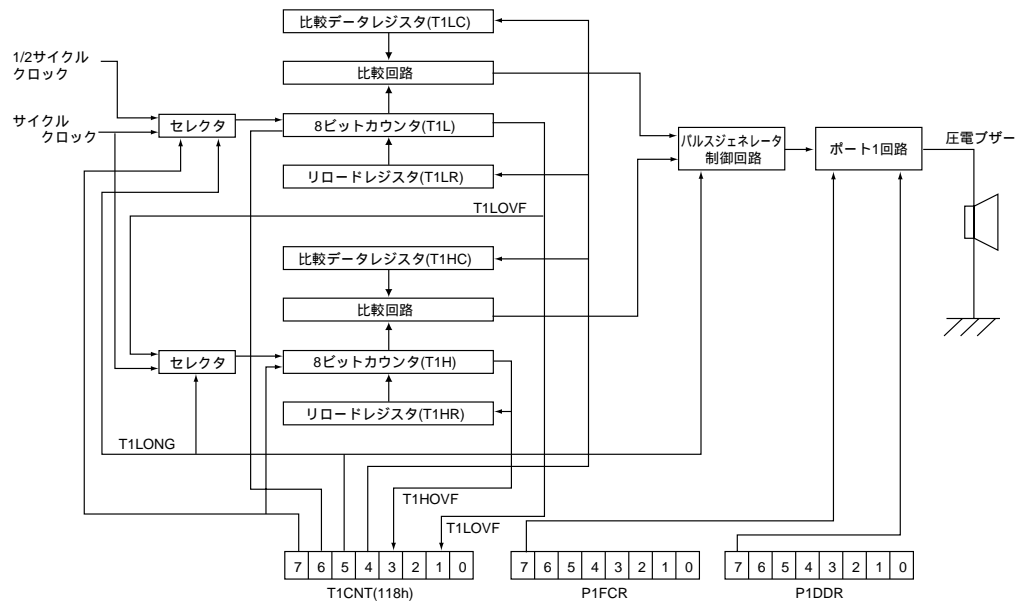 比較データレジスタ(T1LC)
1/2サイクル
クロック
比較回路
サイクル
クロック
セレクタ
8ビットカウンタ(T1L)
パルスジェネレータ
制御回路
ポート1回路
圧電ブザー
リロードレジスタ(T1LR)
T1LOVF
比較データレジスタ(T1HC)
比較回路
セレクタ
8ビットカウンタ(T1H)
リロードレジスタ(T1HR)
T1LONG
T1HOVF
T1LOVF
7 6 5 4 3 2 1 0
7 6 5 4 3 2 1 0
7 6 5 4 3 2 1 0
T1CNT(118h)
P1FCR
P1DDR